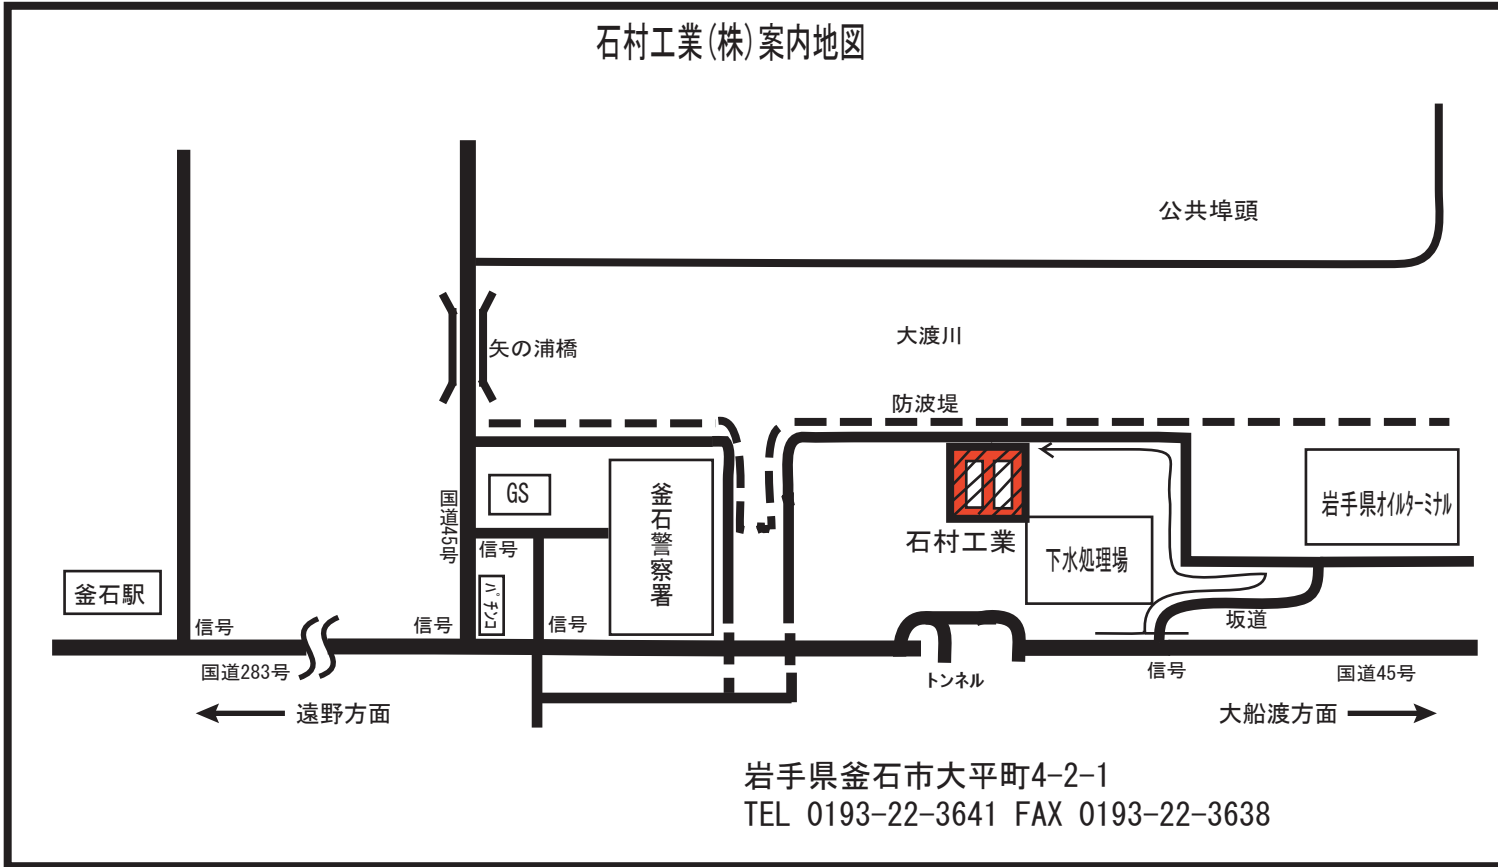 石村工業(株)案内地図
公共埠頭
大渡川
矢の浦橋
防波堤
GS
国道45号
釜石警察署
石村工業
岩手県オイルターミナル
下水処理場
信号
パチンコ
釜石駅
信号
信号
信号
坂道
国道283号
トンネル
信号
国道45号
遠野方面
大船渡方面
岩手県釜石市大平町4-2-1
TEL 0193-22-3641 FAX 0193-22-3638